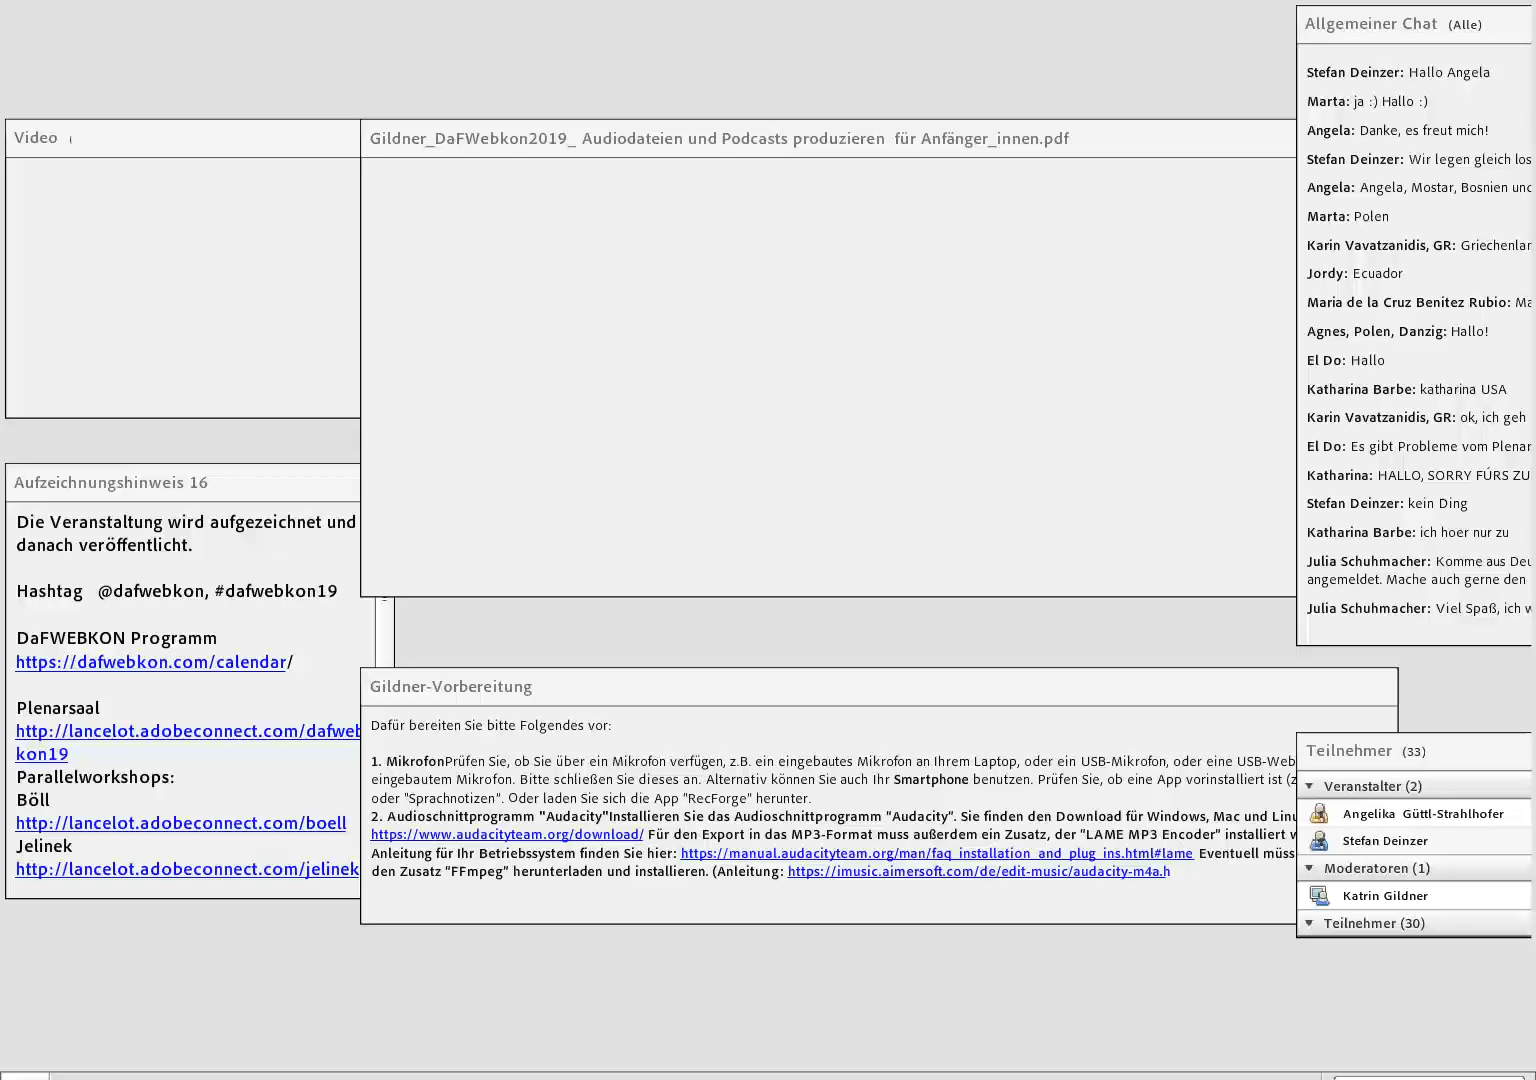 Video
Gildner_DaFWebkon2019_ Audiodateien und Podcasts produzieren für Anfänger_innen.pdf
Aufzeichnungshinweis 16
Die Veranstaltung wird aufgezeichnet und
danach veröffentlicht.
Hashtag @dafwebkon, #dafwebkon19
DaFWEBKON Programm
https://dafwebkon.com/calendar/
Plenarsaal
http://lancelot.adobeconnect.com/dafweb
kon19
Parallelworkshops:
Böll
http://lancelot.adobeconnect.com/boell
Jelinek
http://lancelot.adobeconnect.com/jelinek
Gildner-Vorbereitung
Dafür bereiten Sie bitte Folgendes vor:
1. MikrofonPrüfen Sie, ob Sie über ein Mikrofon verfügen, z.B. ein eingebautes Mikrofon an Ihrem Laptop, oder ein USB-Mikrofon, oder eine USB-Web
eingebautem Mikrofon. Bitte schließen Sie dieses an. Alternativ können Sie auch Ihr Smartphone benutzen. Prüfen Sie, ob eine App vorinstalliert ist (z
oder "Sprachnotizen". Oder laden Sie sich die App "RecForge" herunter.
2. Audioschnittprogramm "Audacity"Installieren Sie das Audioschnittprogramm "Audacity". Sie finden den Download für Windows, Mac und Linu
https://www.audacityteam.org/download/ Für den Export in das MP3-Format muss außerdem ein Zusatz, der "LAME MP3 Encoder" installiert w
Anleitung für Ihr Betriebssystem finden Sie hier: https://manual.audacityteam.org/man/faq_installation_and_plug_ins.html#lame Eventuell müss
den Zusatz "FFmpeg" herunterladen und installieren. (Anleitung: https://imusic.aimersoft.com/de/edit-music/audacity-m4a.h
Allgemeiner Chat (Alle)
Stefan Deinzer: Hallo Angela
Marta: ja :) Hallo :)
Angela: Danke, es freut mich!
Stefan Deinzer: Wir legen gleich los
Angela: Angela, Mostar, Bosnien und
Marta: Polen
Karin Vavatzanidis, GR: Griechenlan
Jordy: Ecuador
Maria de la Cruz Benitez Rubio: Ma
Agnes, Polen, Danzig: Hallo!
El Do: Hallo
Katharina Barbe: katharina USA
Karin Vavatzanidis, GR: ok, ich geh
El Do: Es gibt Probleme vom Plenar
Katharina: HALLO, SORRY FÚRS ZU
Stefan Deinzer: kein Ding
Katharina Barbe: ich hoer nur zu
Julia Schuhmacher: Komme aus Deu
angemeldet. Mache auch gerne den
Julia Schuhmacher: Viel Spaß, ich w
Teilnehmer (33)
Veranstalter (2)
Angelika Güttl-Strahlhofer
Stefan Deinzer
Moderatoren (1)
Katrin Gildner
Teilnehmer (30)